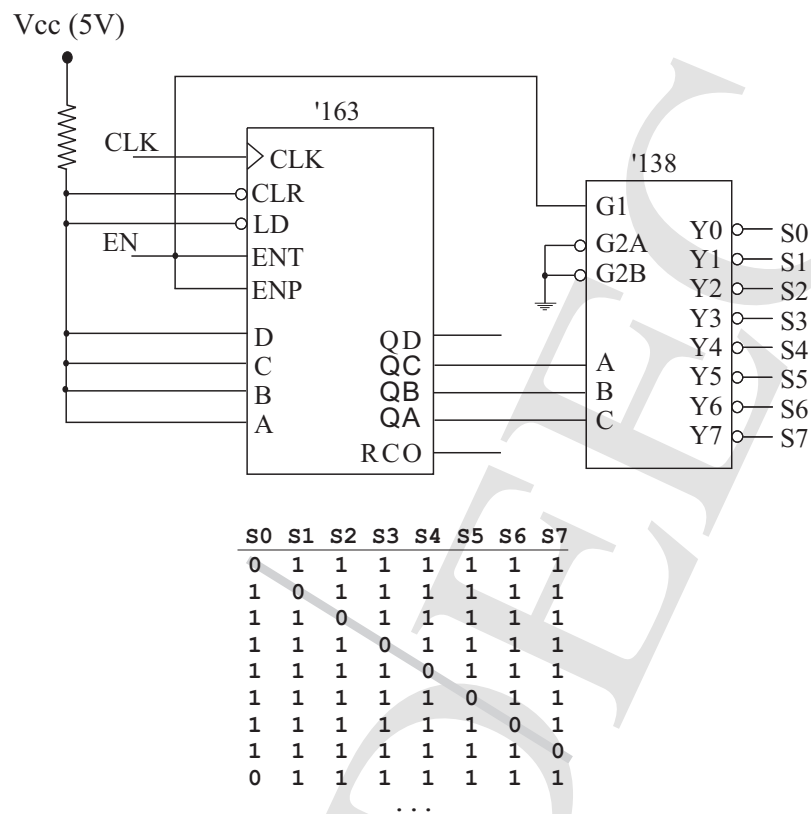 Vcc (5V)
'163
CLK
CLK
CLR
LD
EN
ENT
ENP
D
C
B
A
QD
QC
QB
QA
RCO
'138
G1
G2A
G2B
A
B
C
Y0 S0
Y1 S1
Y2 S2
Y3 S3
Y4 S4
Y5 S5
Y6 S6
Y7 S7
S0 S1 S2 S3 S4 S5 S6 S7
0 1 1 1 1 1 1 1
1 0 1 1 1 1 1 1
1 1 0 1 1 1 1 1
1 1 1 0 1 1 1 1
1 1 1 1 0 1 1 1
1 1 1 1 1 0 1 1
1 1 1 1 1 1 0 1
1 1 1 1 1 1 1 0
0 1 1 1 1 1 1 1
...